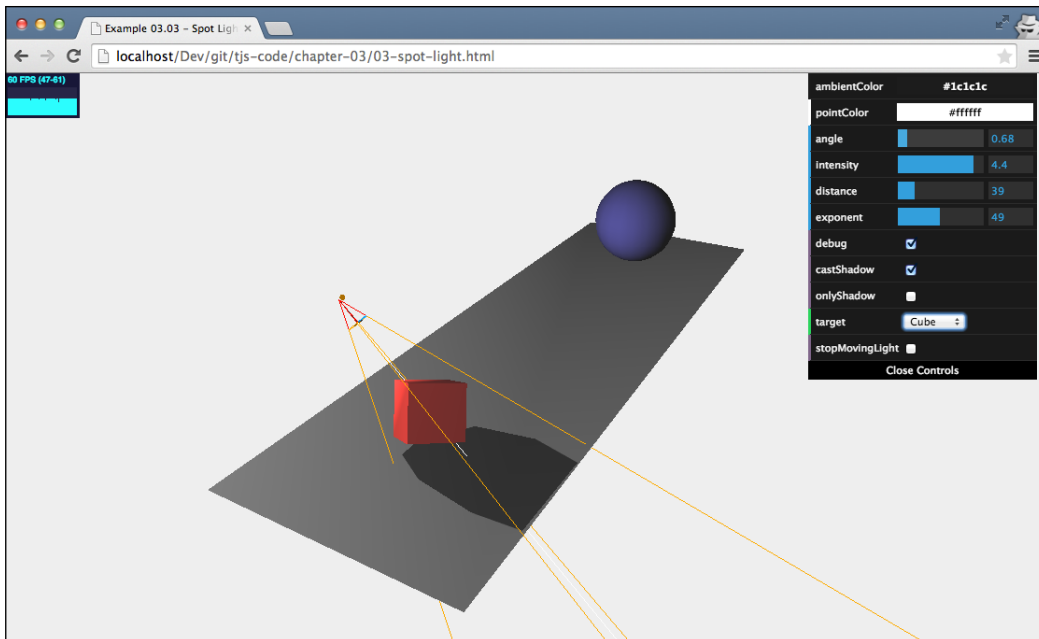 Example 03.03 - Spot Ligh
localhost/Dev/git/tjs-code/chapter-03/03-spot-light.html
60 FPS (47-61)
ambientColor #1c1c1c
pointColor #ffffff
angle 0.68
intensity 4.4
distance 39
exponent 49
debug
castShadow
onlyShadow
target Cube
stopMovingLight
Close Controls